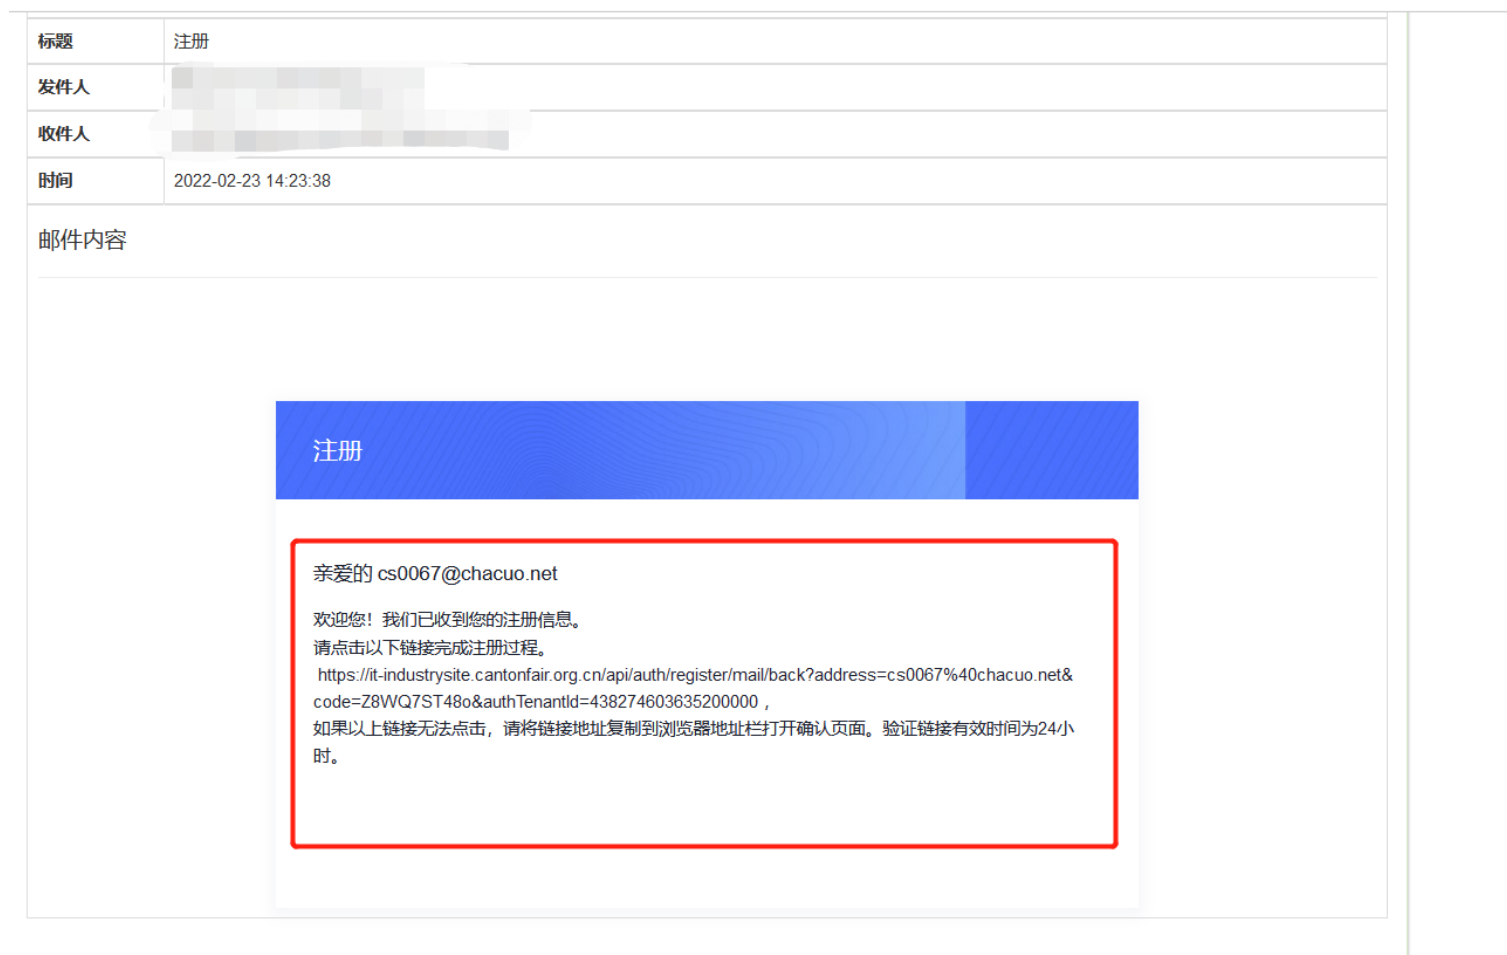 标题 注册
发件人
收件人
时间 2022-02-23 14:23:38
邮件内容
注册
亲爱的 cs0067@chacuo.net
欢迎您！我们已收到您的注册信息。
请点击以下链接完成注册过程。
https://it-industrysite.cantonfair.org.cn/api/auth/register/mail/back?address=cs0067%40chacuo.net&
code=Z8WQ7ST48o&authTenantId=438274603635200000 ,
如果以上链接无法点击，请将链接地址复制到浏览器地址栏打开确认页面。验证链接有效时间为24小
时。